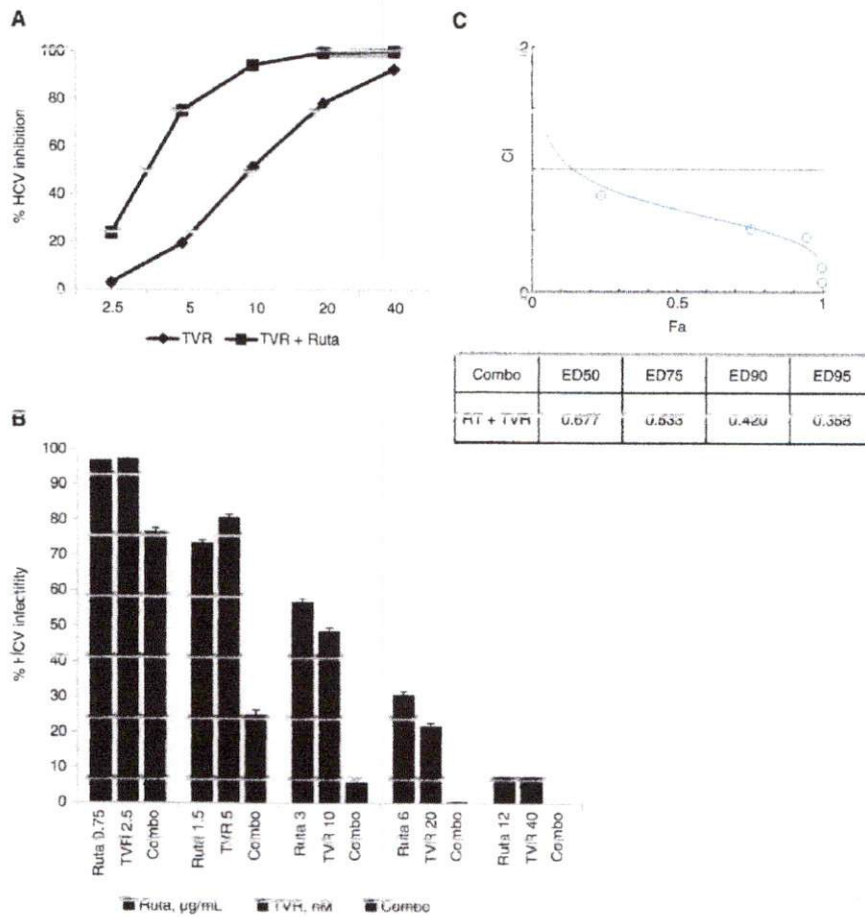 A
100
80
60
40
20
0
% HCV inhibition
2.5 5 10 20 40
TVR TVR + Ruta
C
2
CI
0
0 0.5 1
Fa
Combo ED50 ED75 ED90 ED95
RT + TVR 0.677 0.533 0.420 0.358
B
100
90
80
70
60
50
40
30
20
10
0
% HCV infectifity
Ruta 0.75
TVR 2.5
Combo
Ruta 1.5
TVR 5
Combo
Ruta 3
TVR 10
Combo
Ruta 6
TVR 20
Combo
Ruta 12
TVR 40
Combo
Ruta, µg/mL TVR, nM Combo